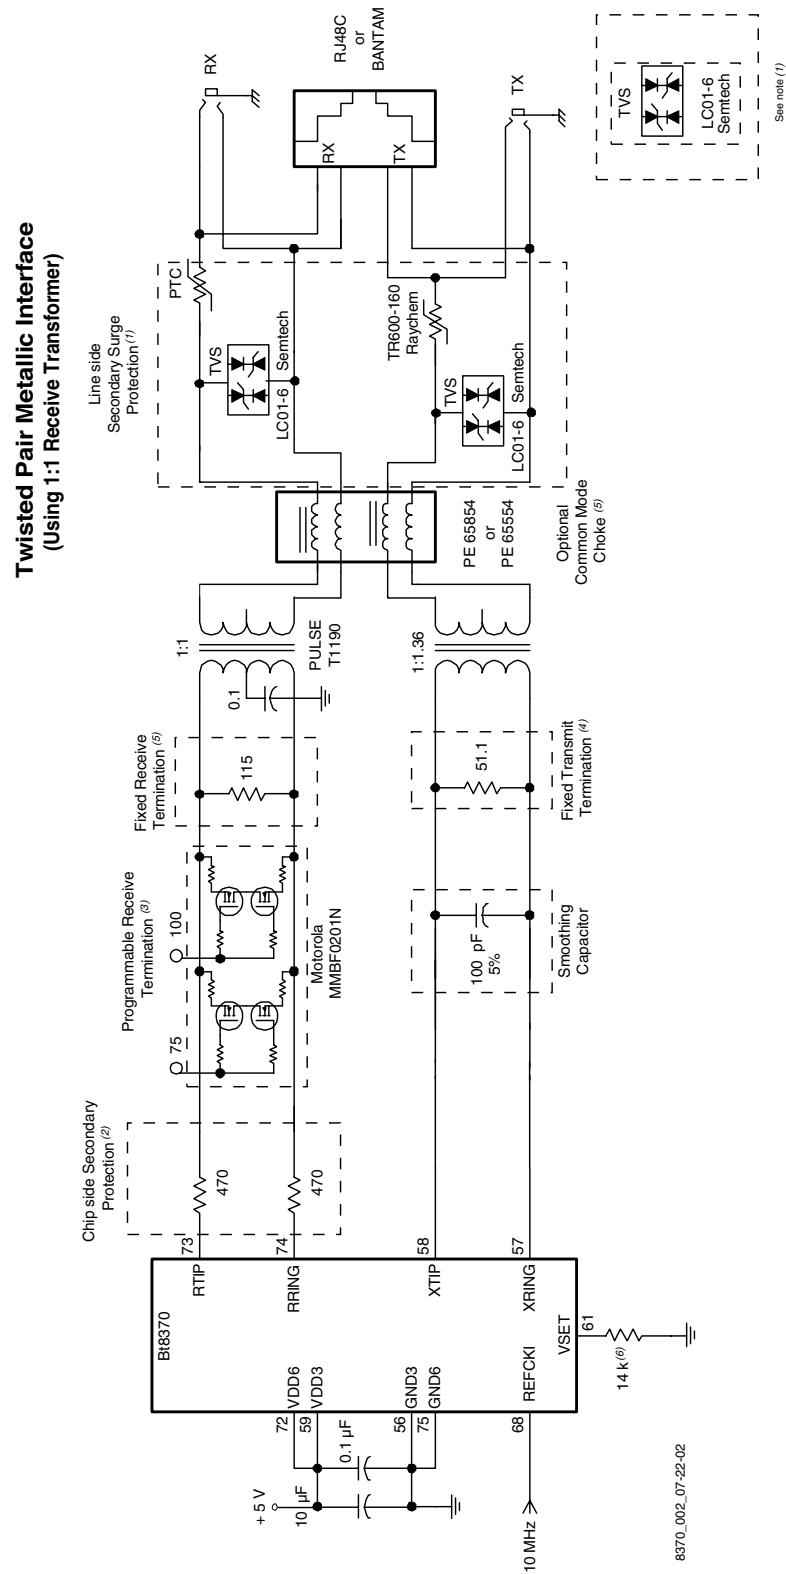 Twisted Pair Metallic Interface
(Using 1:1 Receive Transformer)
Chip side Secondary
Protection (2)
Programmable Receive
Termination (3)
Fixed Receive
Termination (5)
Line side
Secondary Surge
Protection (1)
75
100
115
1:1
0.1
PULSE
T1190
PTC
TVS
LC01-6
Semtech
RX
RJ48C
or
BANTAM
RX
TX
TX
470
470
Motorola
MMBF0201N
Bt8370
RTIP
73
RRING
74
XTIP
58
XRING
57
VSET
61
14 k (6)
VDD6
72
VDD3
59
GND3
56
GND6
75
REFCKI
68
+ 5 V
10 µF
0.1 µF
10 MHz
100 pF
5%
Smoothing
Capacitor
51.1
Fixed Transmit
Termination (4)
1:1.36
PE 65854
or
PE 65554
Optional
Common Mode
Choke (5)
TR600-160
Raychem
TVS
LC01-6
Semtech
TVS
LC01-6
Semtech
See note (1)
8370_002_07-22-02